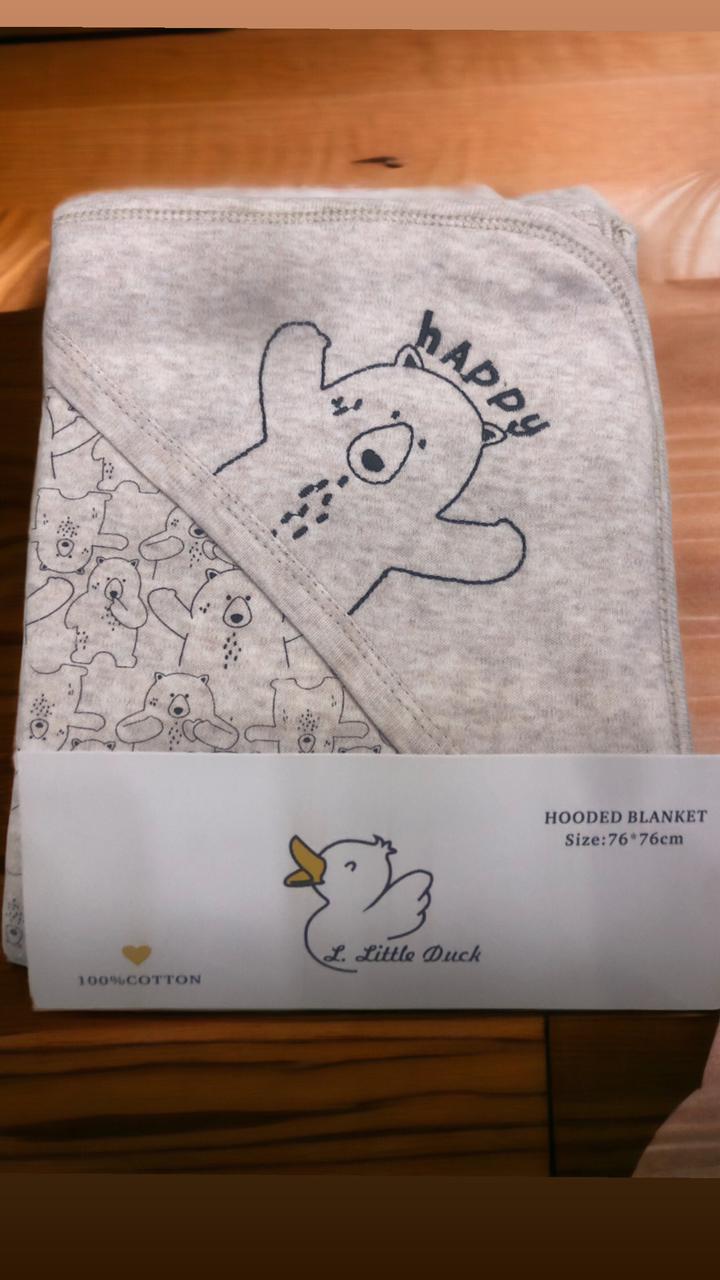 hAPPy
HOODED BLANKET
Size:76*76cm
L. Little Duck
100%COTTON